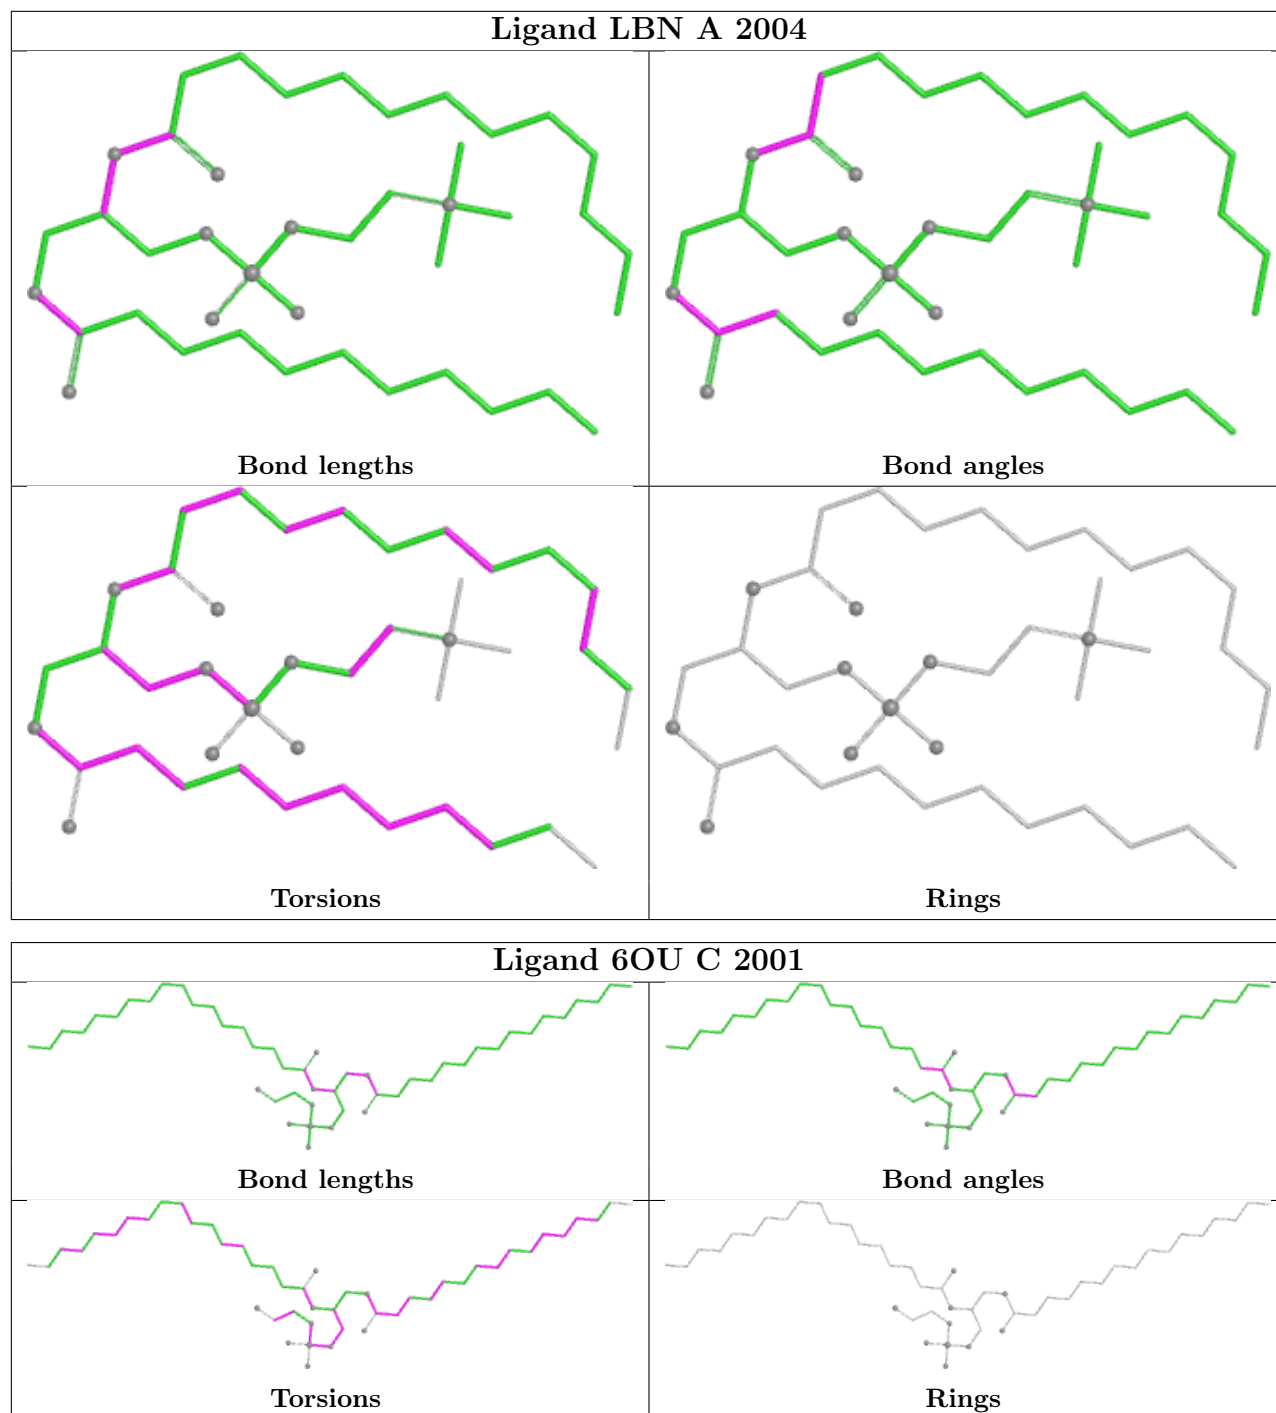 Ligand LBN A 2004
Bond lengths
Bond angles
Torsions
Rings
Ligand 6OU C 2001
Bond lengths
Bond angles
Torsions
Rings